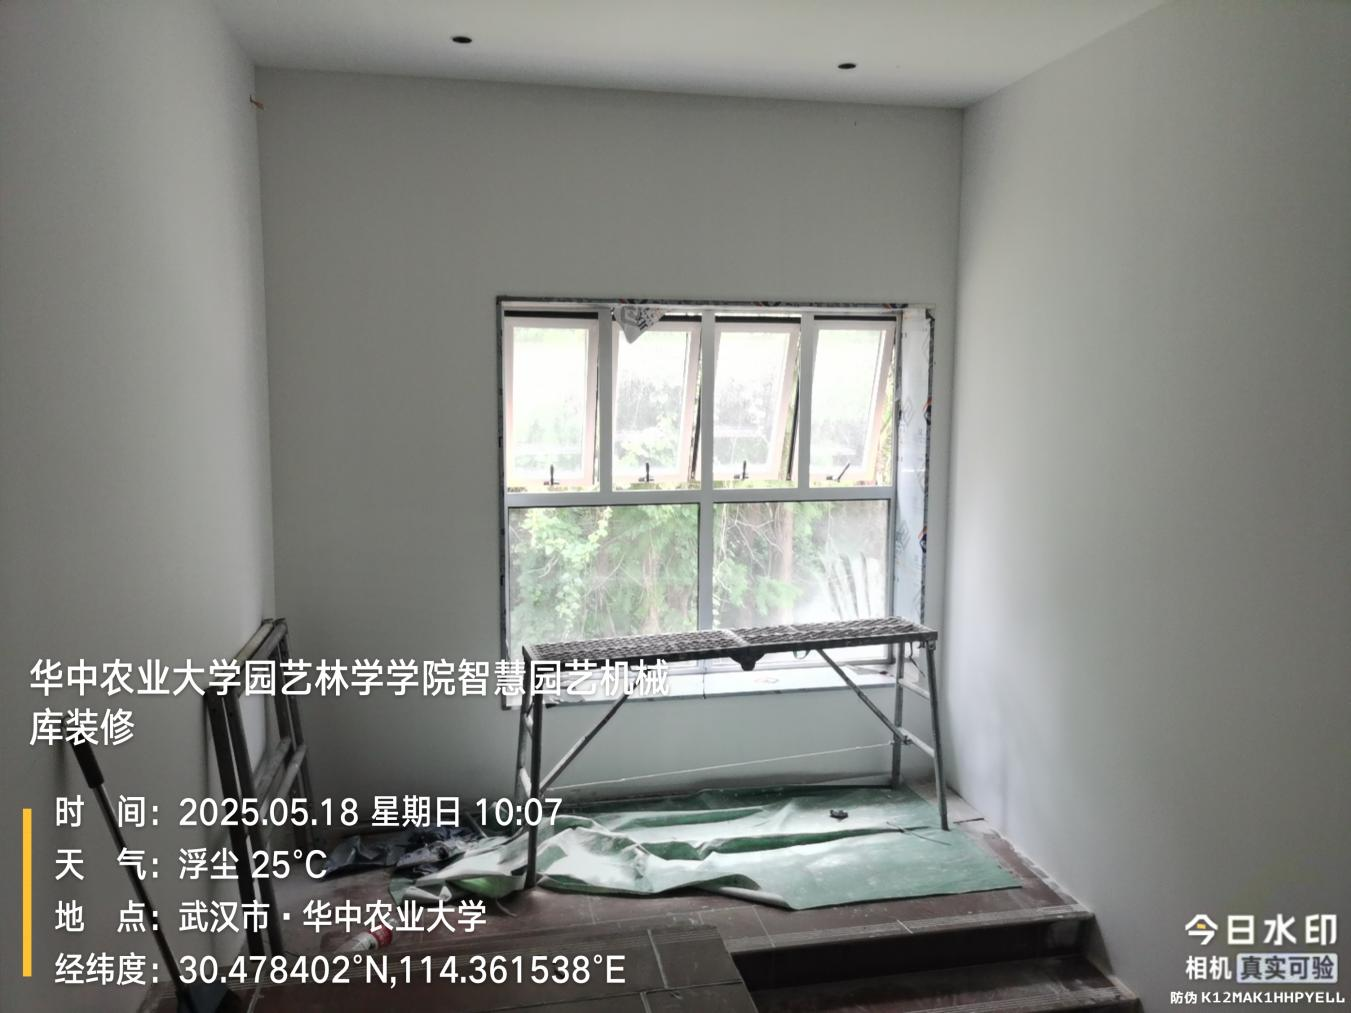 华中农业大学园艺林学学院智慧园艺机械
库装修
时 间：2025.05.18 星期日 10:07
天 气：浮尘 25℃
地 点：武汉市·华中农业大学
经纬度：30.478402°N,114.361538°E
今日水印
相机 真实可验
防伪 K12MAK1HHPYELL